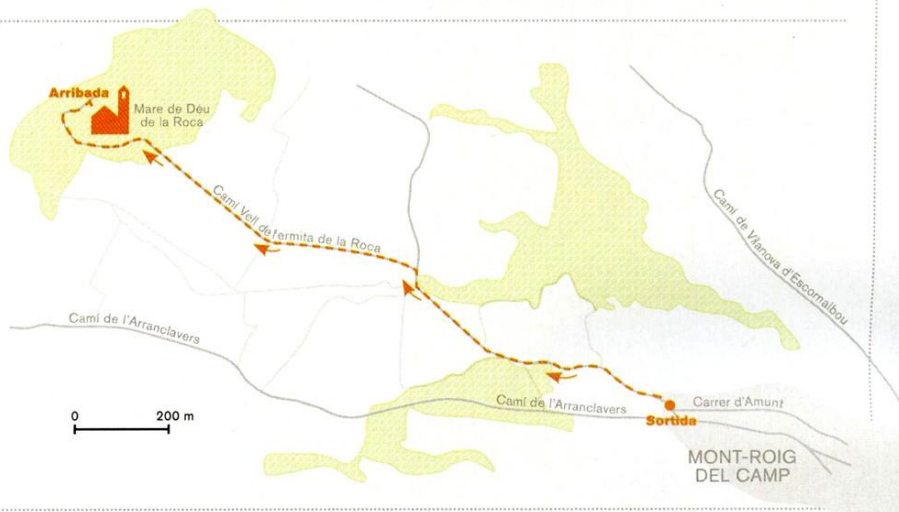 Arribada
Mare de Déu
de la Roca
Camí Vell de l'ermita de la Roca
Camí de Vilanova d'Escornalbou
Camí de l'Arranclavers
0 200 m
Camí de l'Arranclavers
Carrer d'Amunt
Sortida
MONT-ROIG
DEL CAMP